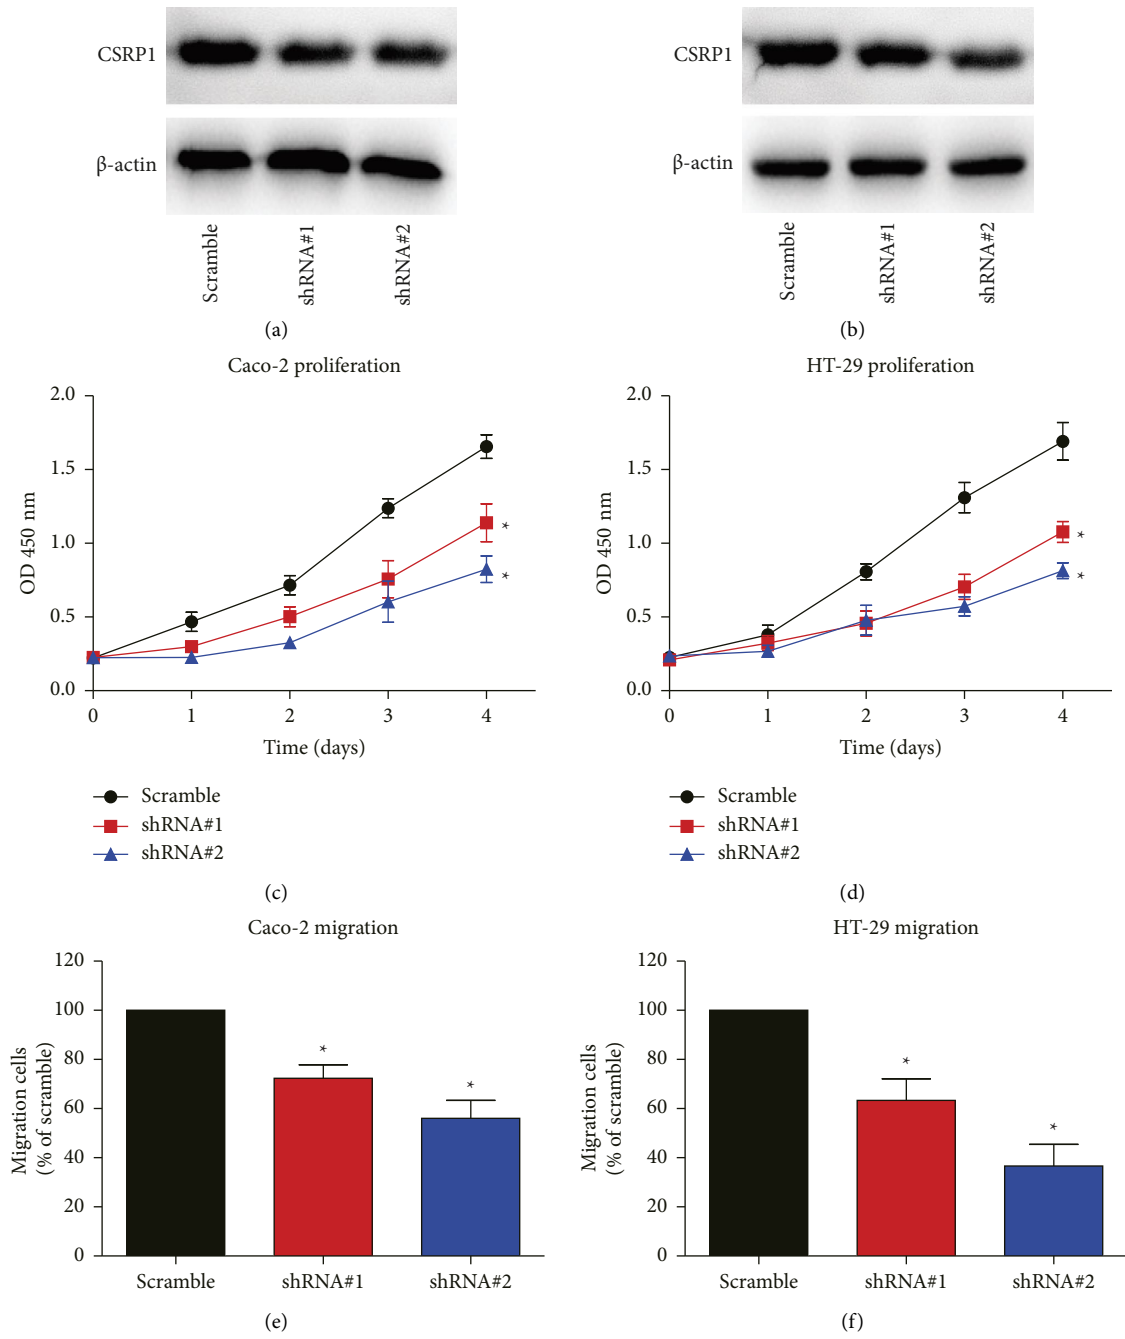 CSRP1
β-actin
Scramble
shRNA#1
shRNA#2
(a)
CSRP1
β-actin
Scramble
shRNA#1
shRNA#2
(b)
Caco-2 proliferation
OD 450 nm
2.0
1.5
1.0
0.5
0.0
*
*
0 1 2 3 4
Time (days)
Scramble
shRNA#1
shRNA#2
(c)
HT-29 proliferation
OD 450 nm
2.0
1.5
1.0
0.5
0.0
*
*
0 1 2 3 4
Time (days)
Scramble
shRNA#1
shRNA#2
(d)
Caco-2 migration
Migration cells
(% of scramble)
120
100
80
60
40
20
0
*
*
Scramble shRNA#1 shRNA#2
(e)
HT-29 migration
Migration cells
(% of scramble)
120
100
80
60
40
20
0
*
*
Scramble shRNA#1 shRNA#2
(f)